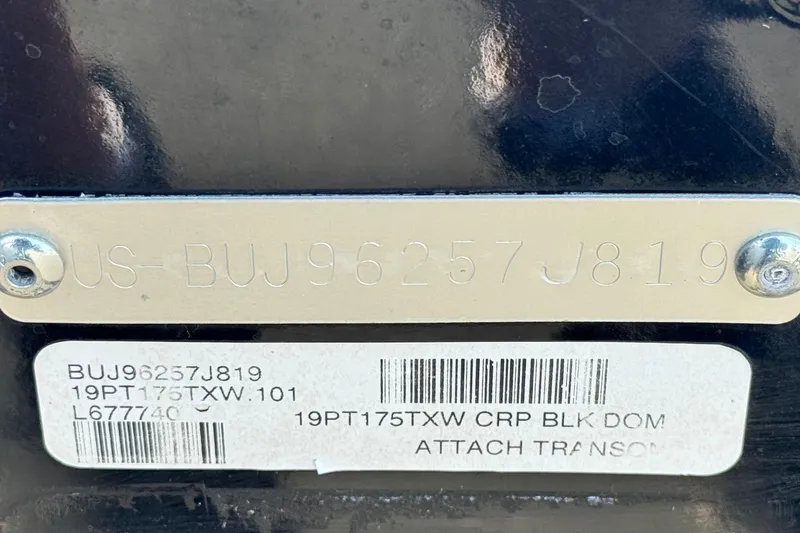 US-BUJ96257J819
BUJ96257J819
19PT175TXW.101
L677740
19PT175TXW CRP BLK DOM
ATTACH TRANSOM